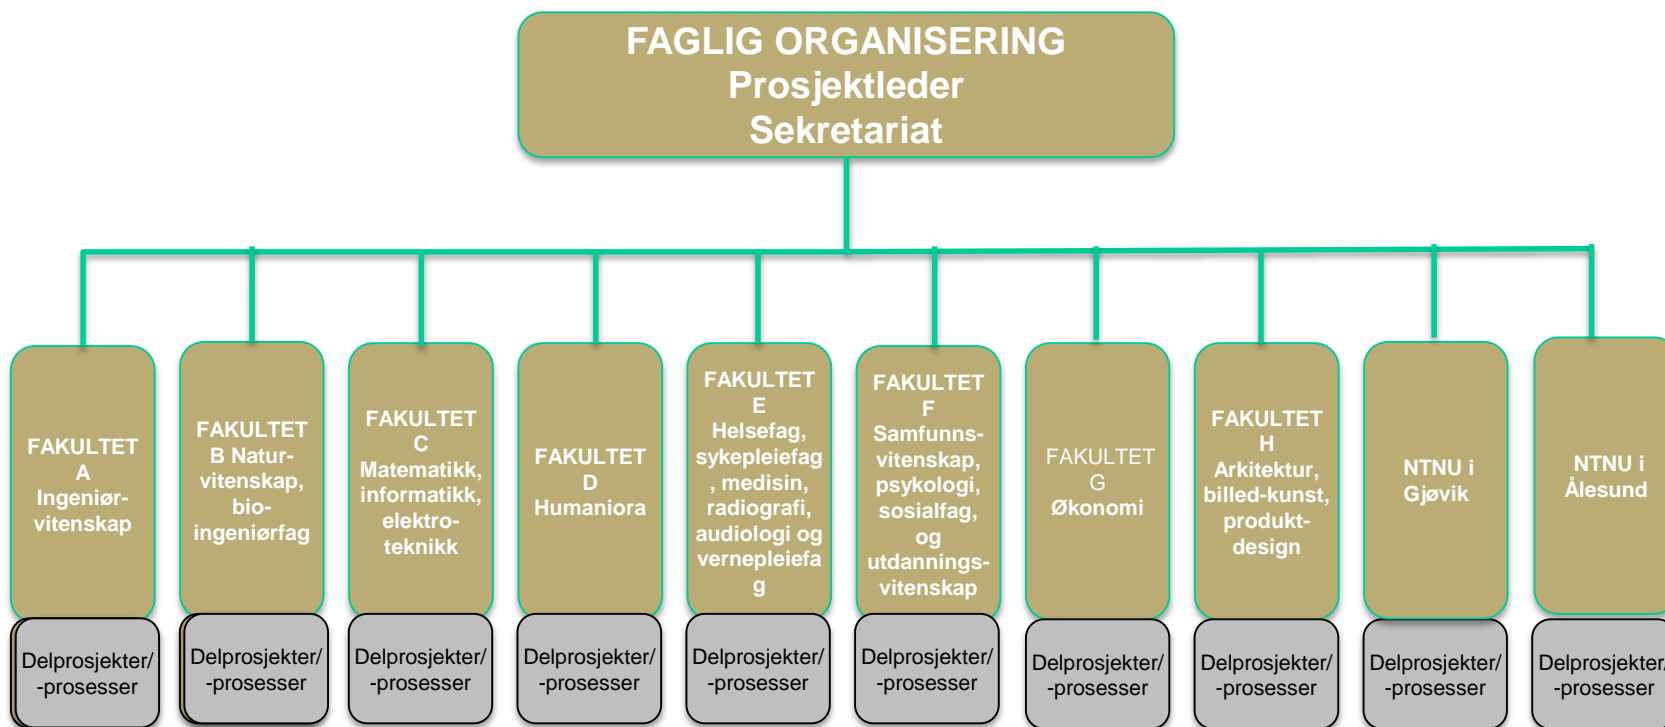 FAGLIG ORGANISERING
Prosjektleder
Sekretariat
FAKULTET
A
Ingeniør-
vitenskap
FAKULTET
B Natur-
vitenskap,
bio-
ingeniørfag
FAKULTET
C
Matematikk,
informatikk,
elektro-
teknikk
FAKULTET
D
Humaniora
FAKULTET
E
Helsefag,
sykepleiefag
, medisin,
radiografi,
audiologi og
vernepleiefa
g
FAKULTET
F
Samfunns-
vitenskap,
psykologi,
sosialfag,
og
utdannings-
vitenskap
FAKULTET
G
Økonomi
FAKULTET
H
Arkitektur,
billed-kunst,
produkt-
design
NTNU i
Gjøvik
NTNU i
Ålesund
Delprosjekter/
-prosesser
Delprosjekter/
-prosesser
Delprosjekter/
-prosesser
Delprosjekter/
-prosesser
Delprosjekter/
-prosesser
Delprosjekter/
-prosesser
Delprosjekter/
-prosesser
Delprosjekter/
-prosesser
Delprosjekter/
-prosesser
Delprosjekter/
-prosesser